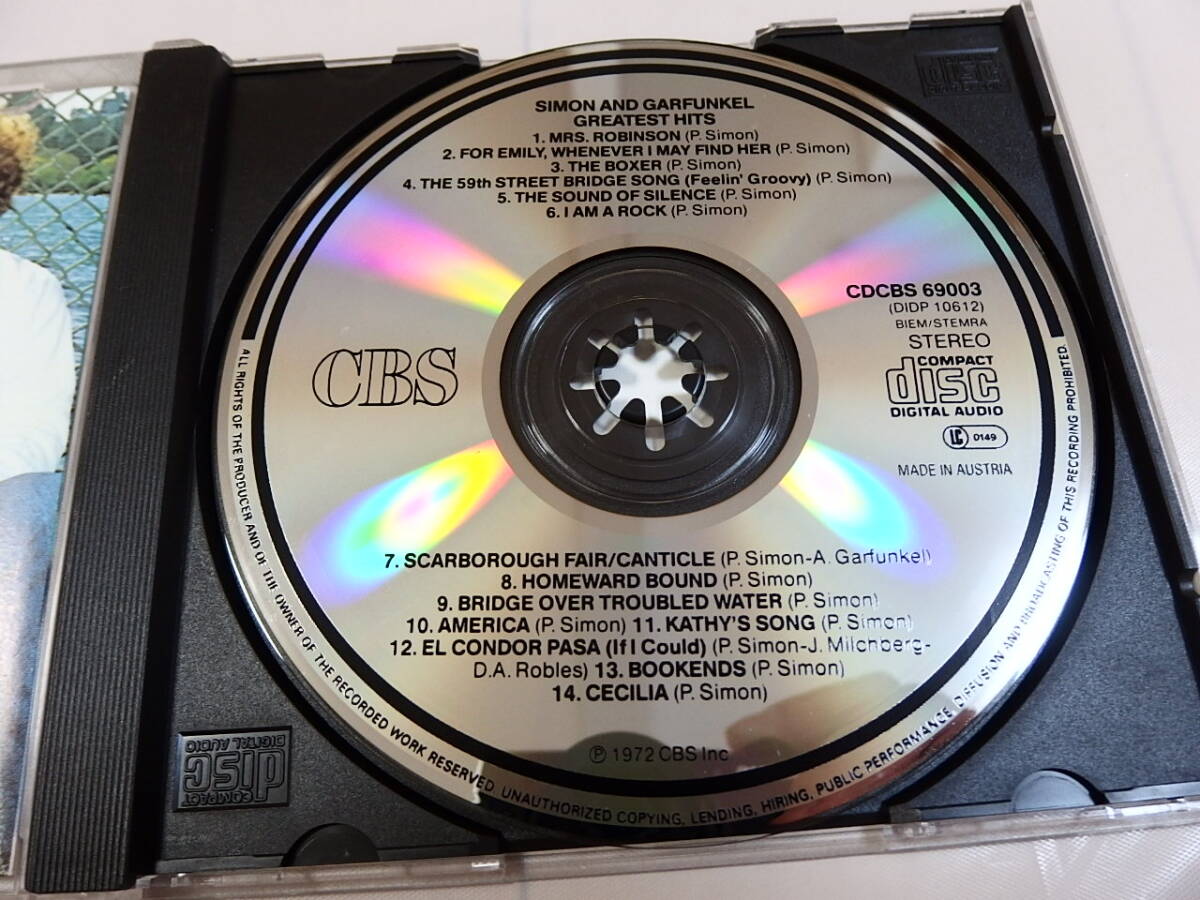 SIMON AND GARFUNKEL
GREATEST HITS
1. MRS. ROBINSON (P. Simon)
2. FOR EMILY, WHENEVER I MAY FIND HER (P. Simon)
3. THE BOXER (P. Simon)
4. THE 59th STREET BRIDGE SONG (Feelin' Groovy) (P. Simon)
5. THE SOUND OF SILENCE (P. Simon)
6. I AM A ROCK (P. Simon)
CBS
CDCBS 69003
(DIDP 10612)
BIEM/STEMRA
STEREO
COMPACT
disc
DIGITAL AUDIO
LC 0149
MADE IN AUSTRIA
7. SCARBOROUGH FAIR/CANTICLE (P. Simon-A. Garfunkel)
8. HOMEWARD BOUND (P. Simon)
9. BRIDGE OVER TROUBLED WATER (P. Simon)
10. AMERICA (P. Simon) 11. KATHY'S SONG (P. Simon)
12. EL CONDOR PASA (If I Could) (P. Simon-J. Milchberg-
D.A. Robles) 13. BOOKENDS (P. Simon)
14. CECILIA (P. Simon)
℗ 1972 CBS Inc
ALL RIGHTS OF THE PRODUCER AND OF THE OWNER OF THE RECORDED WORK RESERVED. UNAUTHORIZED COPYING, LENDING, HIRING, PUBLIC PERFORMANCE, DIFFUSION AND BROADCASTING OF THIS RECORDING PROHIBITED.
COMPACT
disc
DIGITAL AUDIO
disc